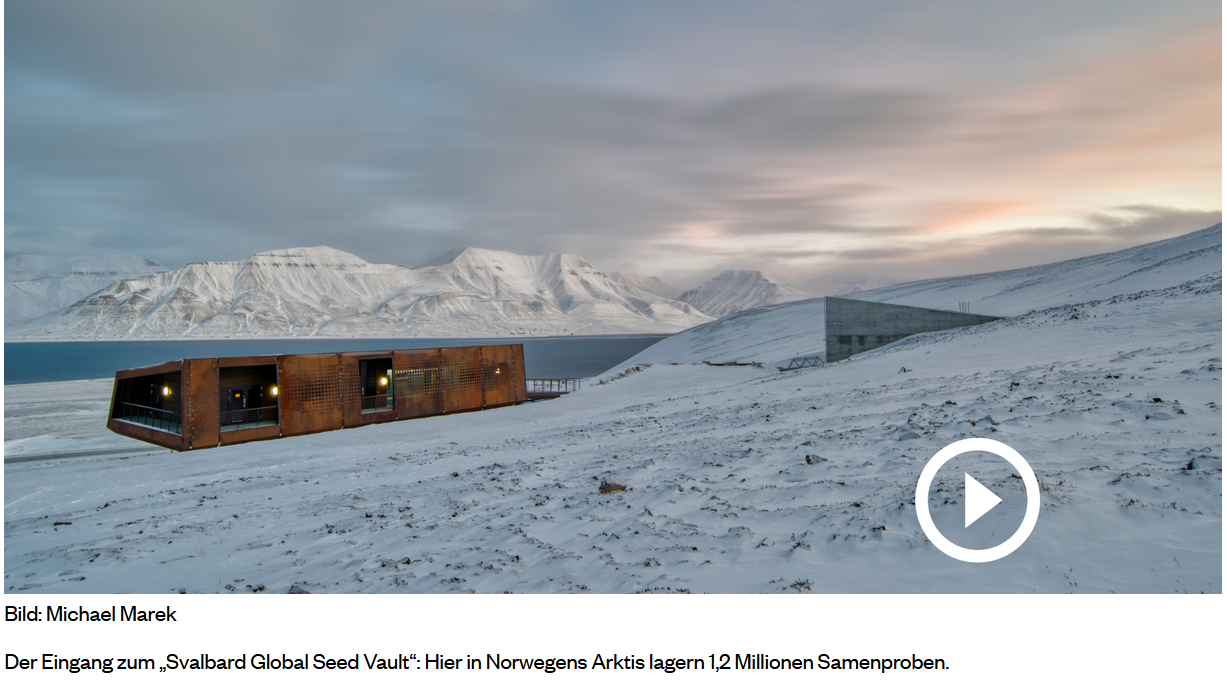 Bild: Michael Marek
Der Eingang zum „Svalbard Global Seed Vault“: Hier in Norwegens Arktis lagern 1,2 Millionen Samenproben.